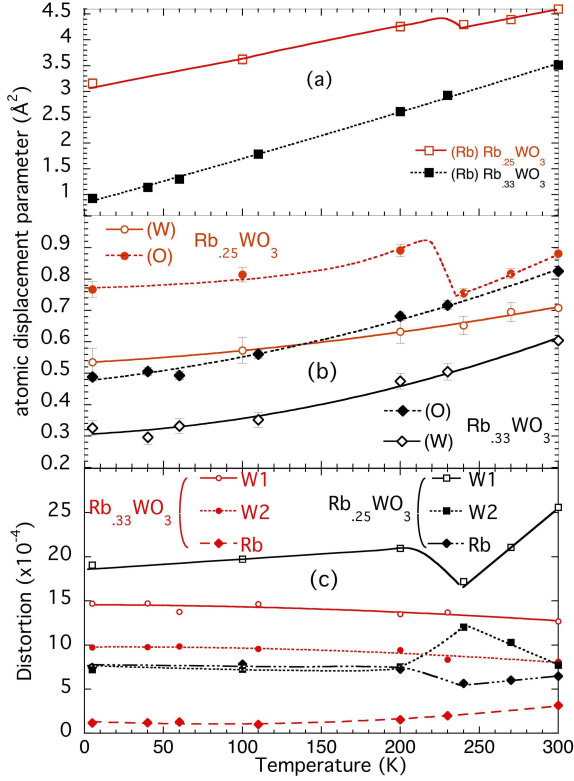 atomic displacement parameter (Å²)
4.5
4
3.5
3
2.5
2
1.5
1
(a)
(Rb) Rb.25WO3
(Rb) Rb.33WO3
0.9
0.8
0.7
0.6
0.5
0.4
0.3
0.2
(W)
(O)
Rb.25WO3
(b)
(O)
(W)
Rb.33WO3
Distortion (x10⁻⁴)
25
20
15
10
5
0
Rb.33WO3
W1
W2
Rb
Rb.25WO3
W1
W2
Rb
(c)
0 50 100 150 200 250 300
Temperature (K)